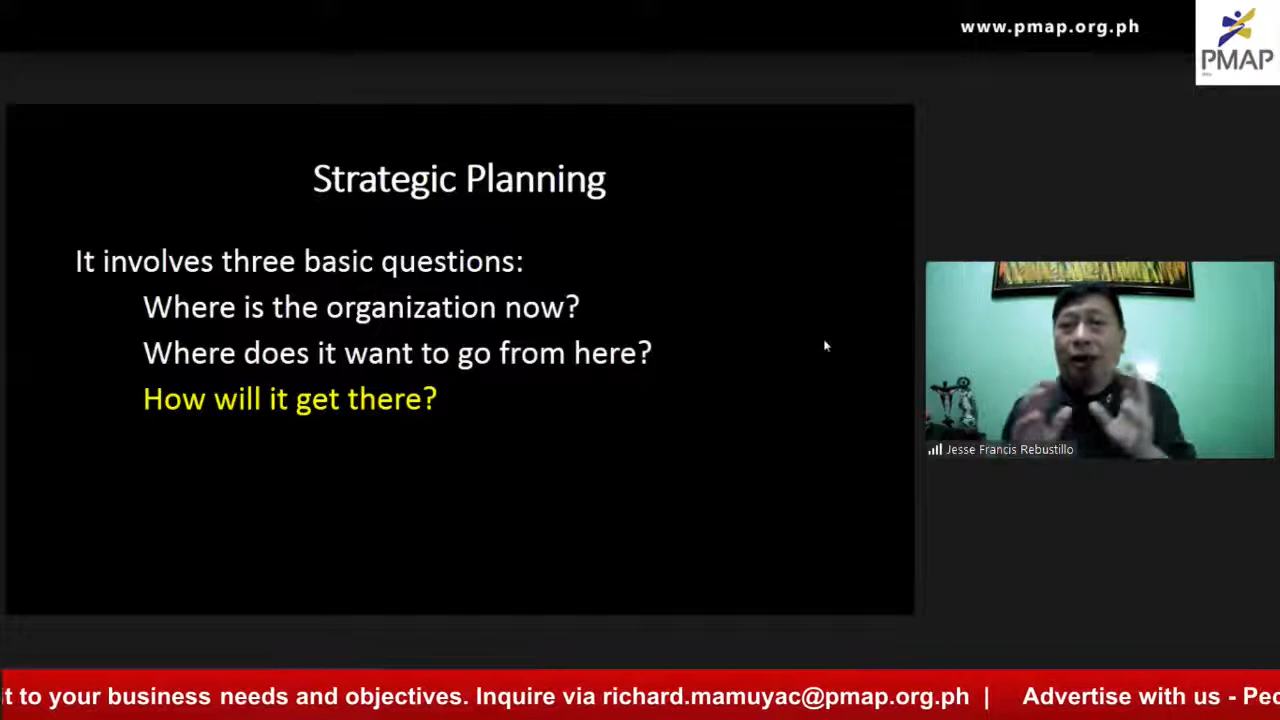 www.pmap.org.ph
PMAP
Strategic Planning
It involves three basic questions:
Where is the organization now?
Where does it want to go from here?
How will it get there?
Jesse Francis Rebustillo
t to your business needs and objectives. Inquire via richard.mamuyac@pmap.org.ph | Advertise with us - Peo